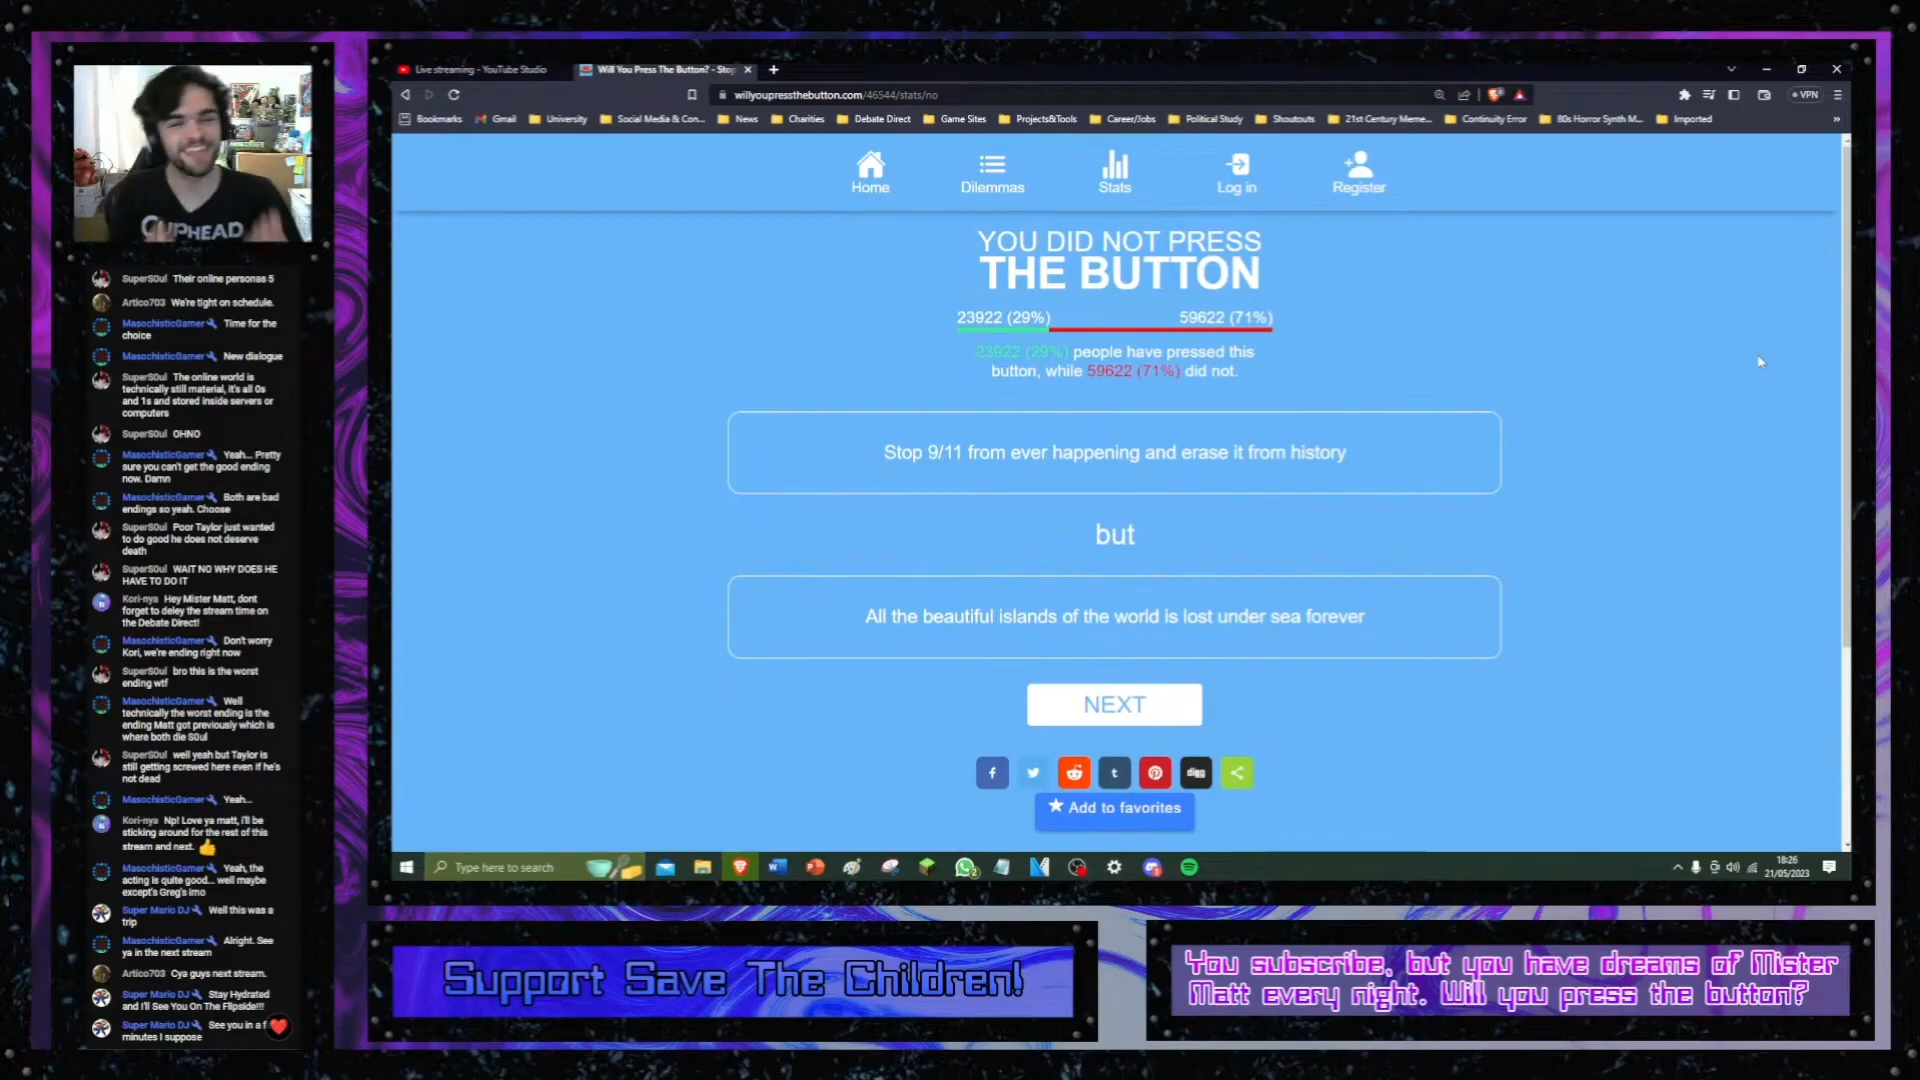 CUPHEAD
SuperS0ul Their online personas 5
Artico703 We're tight on schedule.
MasochisticGamer Time for the
choice
MasochisticGamer New dialogue
SuperS0ul The online world is
technically still material, it's all 0s
and 1s and stored inside servers or
computers
SuperS0ul OHNO
MasochisticGamer Yeah... Pretty
sure you can't get the good ending
now. Damn
MasochisticGamer Both are bad
endings so yeah. Choose
SuperS0ul Poor Taylor just wanted
to do good he does not deserve
death
SuperS0ul WAIT NO WHY DOES HE
HAVE TO DO IT
Kori-nya Hey Mister Matt, dont
forget to deley the stream time on
the Debate Direct!
MasochisticGamer Don't worry
Kori, we're ending right now
SuperS0ul bro this is the worst
ending wtf
MasochisticGamer Well
technically the worst ending is the
ending Matt got previously which is
where both die S0ul
SuperS0ul well yeah but Taylor is
still getting screwed here even if he's
not dead
MasochisticGamer Yeah...
Kori-nya Np! Love ya matt, i'll be
sticking around for the rest of this
stream and next.
MasochisticGamer Yeah, the
acting is quite good... well maybe
except's Greg's imo
Super Mario DJ Well this was a
trip
MasochisticGamer Alright. See
ya in the next stream
Artico703 Cya guys next stream.
Super Mario DJ Stay Hydrated
and I'll See You On The Flipside!!!
Super Mario DJ See you in a f
minutes I suppose
Live streaming - YouTube Studio
Will You Press The Button? - Stop
willyoupressthebutton.com/46544/stats/no
VPN
Bookmarks Gmail University Social Media & Con... News Charities Debate Direct Game Sites Projects&Tools Career/Jobs Political Study Shoutouts 21st Century Meme... Continuity Error 80s Horror Synth M... Imported
Home Dilemmas Stats Log in Register
YOU DID NOT PRESS
THE BUTTON
23922 (29%) 59622 (71%)
23922 (29%) people have pressed this
button, while 59622 (71%) did not.
Stop 9/11 from ever happening and erase it from history
but
All the beautiful islands of the world is lost under sea forever
NEXT
f t digg
Add to favorites
Type here to search
18:26
21/05/2023
Support Save The Children!
You subscribe, but you have dreams of Mister
Matt every night. Will you press the button?